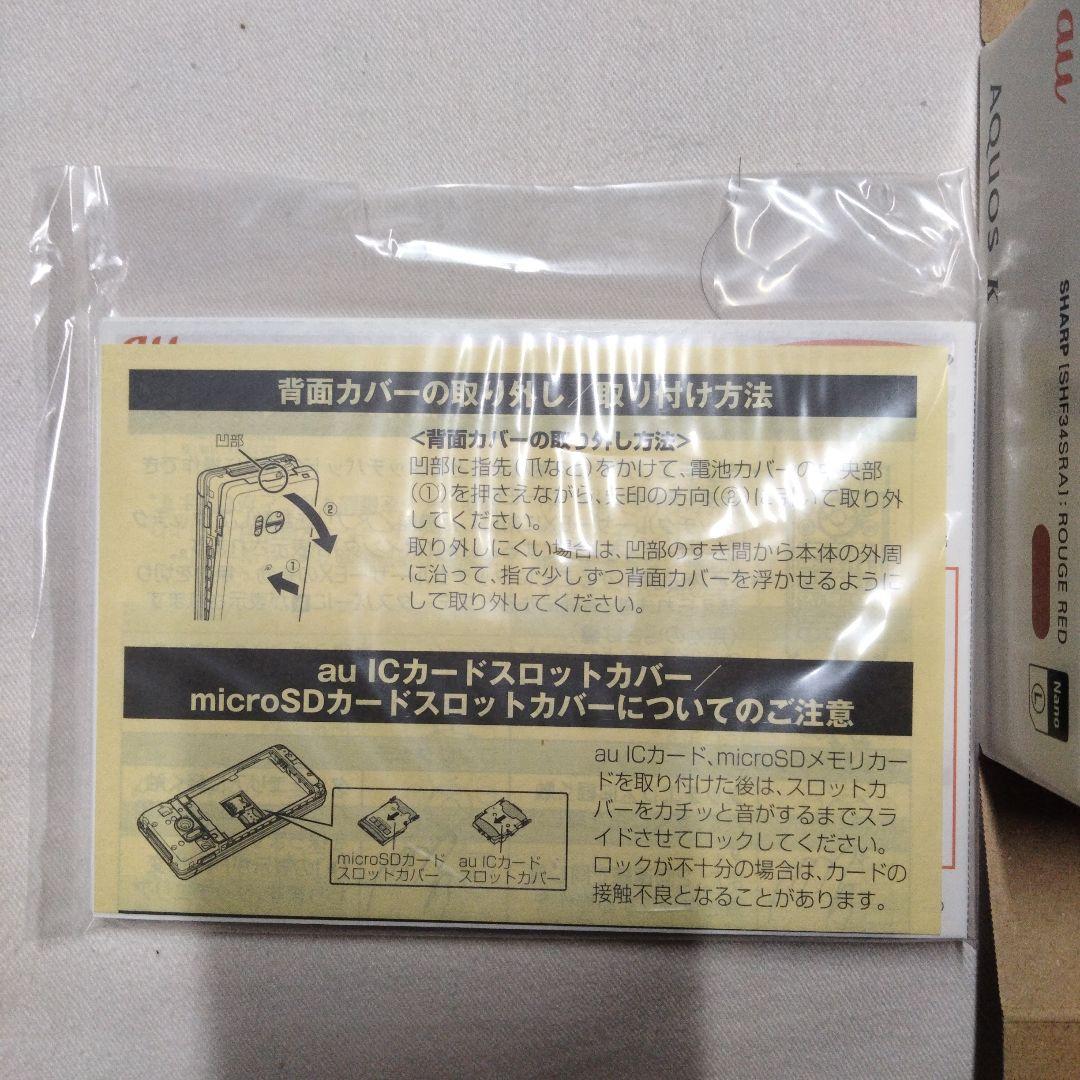 au
背面カバーの取り外し／取り付け方法
凹部
②
①
<背面カバーの取り外し方法>
凹部に指先(爪など)をかけて、電池カバーの中央部
(①)を押さえながら、矢印の方向(②)に引いて取り外
してください。
取り外しにくい場合は、凹部のすき間から本体の外周
に沿って、指で少しずつ背面カバーを浮かせるように
して取り外してください。
au ICカードスロットカバー／
microSDカードスロットカバーについてのご注意
microSDカード
スロットカバー
au ICカード
スロットカバー
au ICカード、microSDメモリカー
ドを取り付けた後は、スロットカ
バーをカチッと音がするまでスラ
イドさせてロックしてください。
ロックが不十分の場合は、カードの
接触不良となることがあります。
au
AQUOS K
SHARP [SHF34SRA] : ROUGE RED
Nano
L